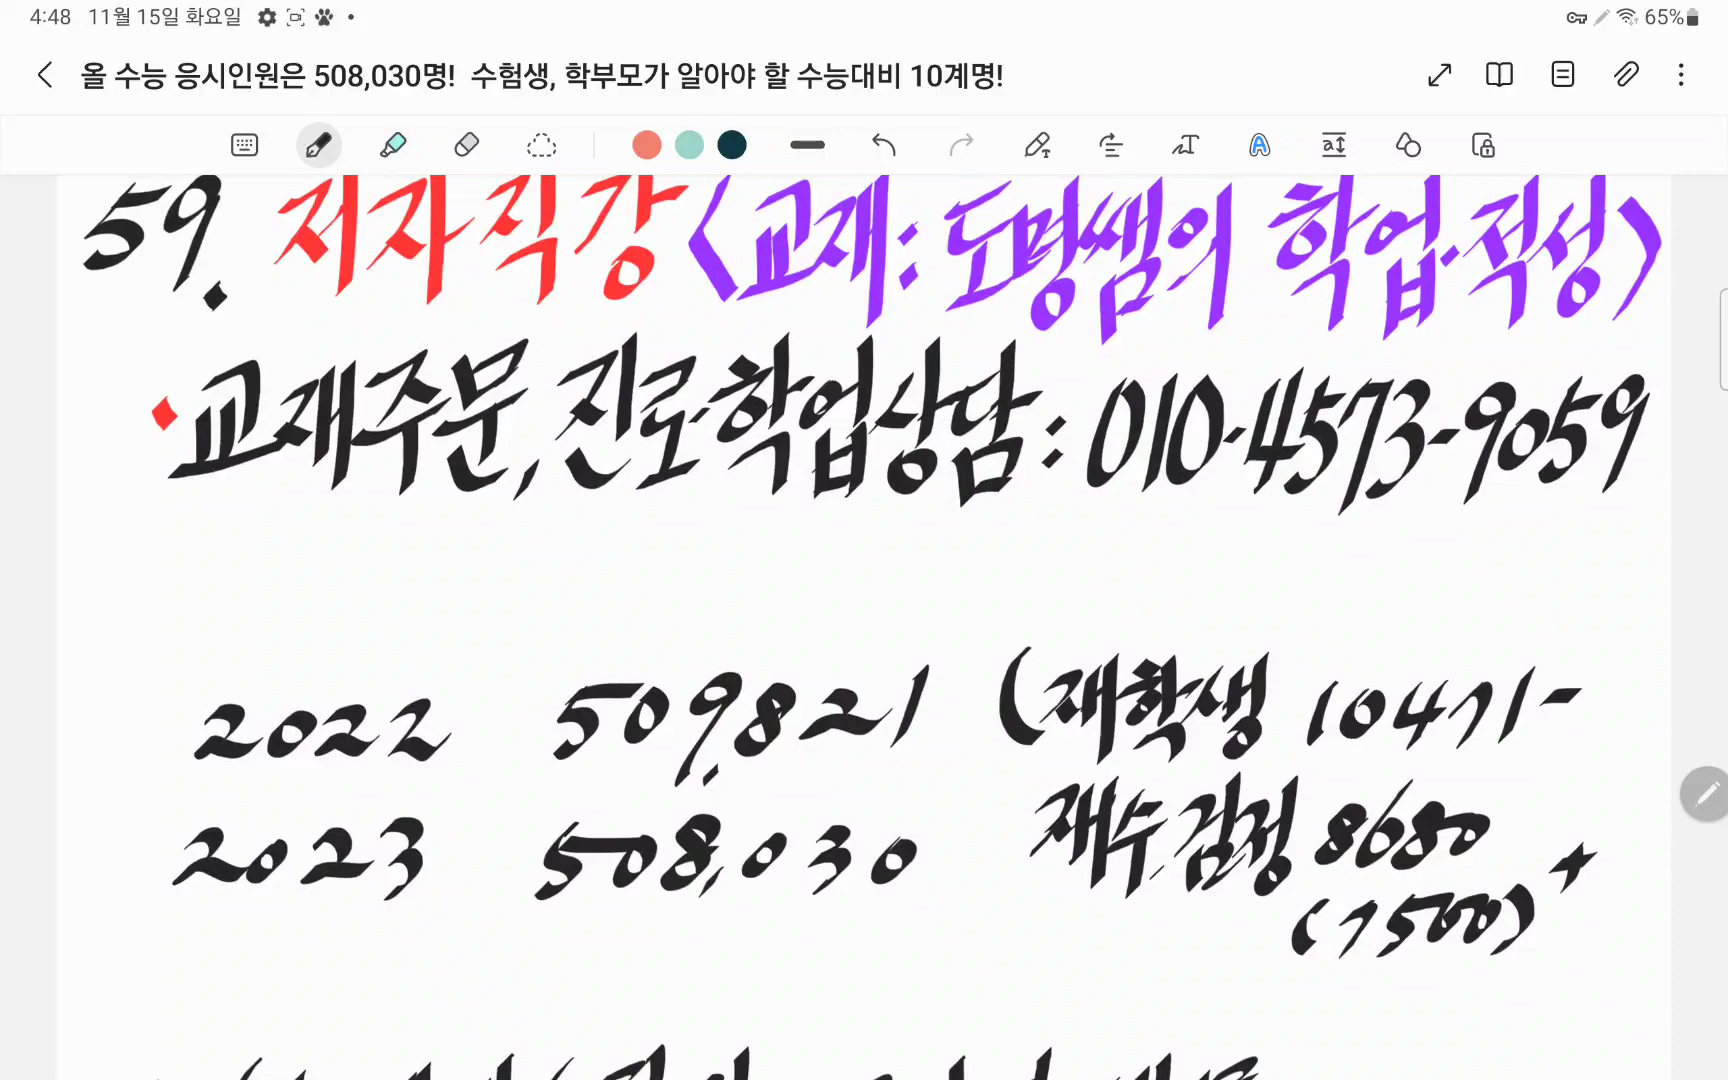 4:48 11월 15일 화요일
65%
올 수능 응시인원은 508,030명! 수험생, 학부모가 알아야 할 수능대비 10계명!
59. 저자직강 <교재: 도명쌤의 학업·적성>
·교재주문, 진로·학업상담: 010-4573-9059
2022 509,821 (재학생 10471-
2023 508,030 재수.검정 8680 +
(7500)